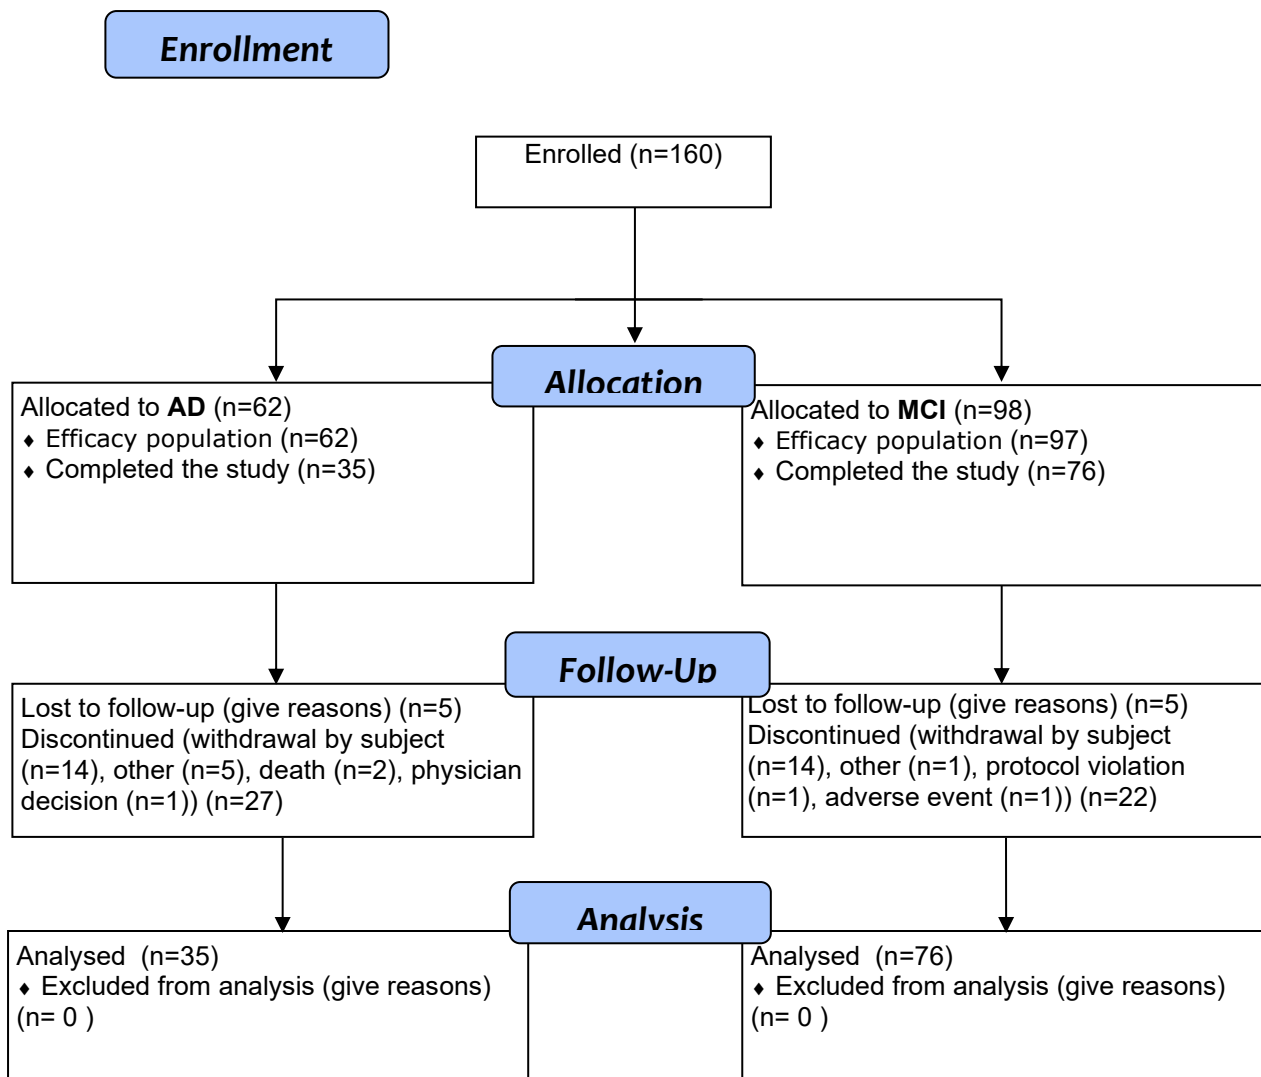 Enrollment
Enrolled (n=160)
Allocation
Allocated to AD (n=62)
♦ Efficacy population (n=62)
♦ Completed the study (n=35)
Allocated to MCI (n=98)
♦ Efficacy population (n=97)
♦ Completed the study (n=76)
Follow-Up
Lost to follow-up (give reasons) (n=5)
Discontinued (withdrawal by subject
(n=14), other (n=5), death (n=2), physician
decision (n=1)) (n=27)
Lost to follow-up (give reasons) (n=5)
Discontinued (withdrawal by subject
(n=14), other (n=1), protocol violation
(n=1), adverse event (n=1)) (n=22)
Analysis
Analysed  (n=35)
♦ Excluded from analysis (give reasons)
(n= 0 )
Analysed  (n=76)
♦ Excluded from analysis (give reasons)
(n= 0 )